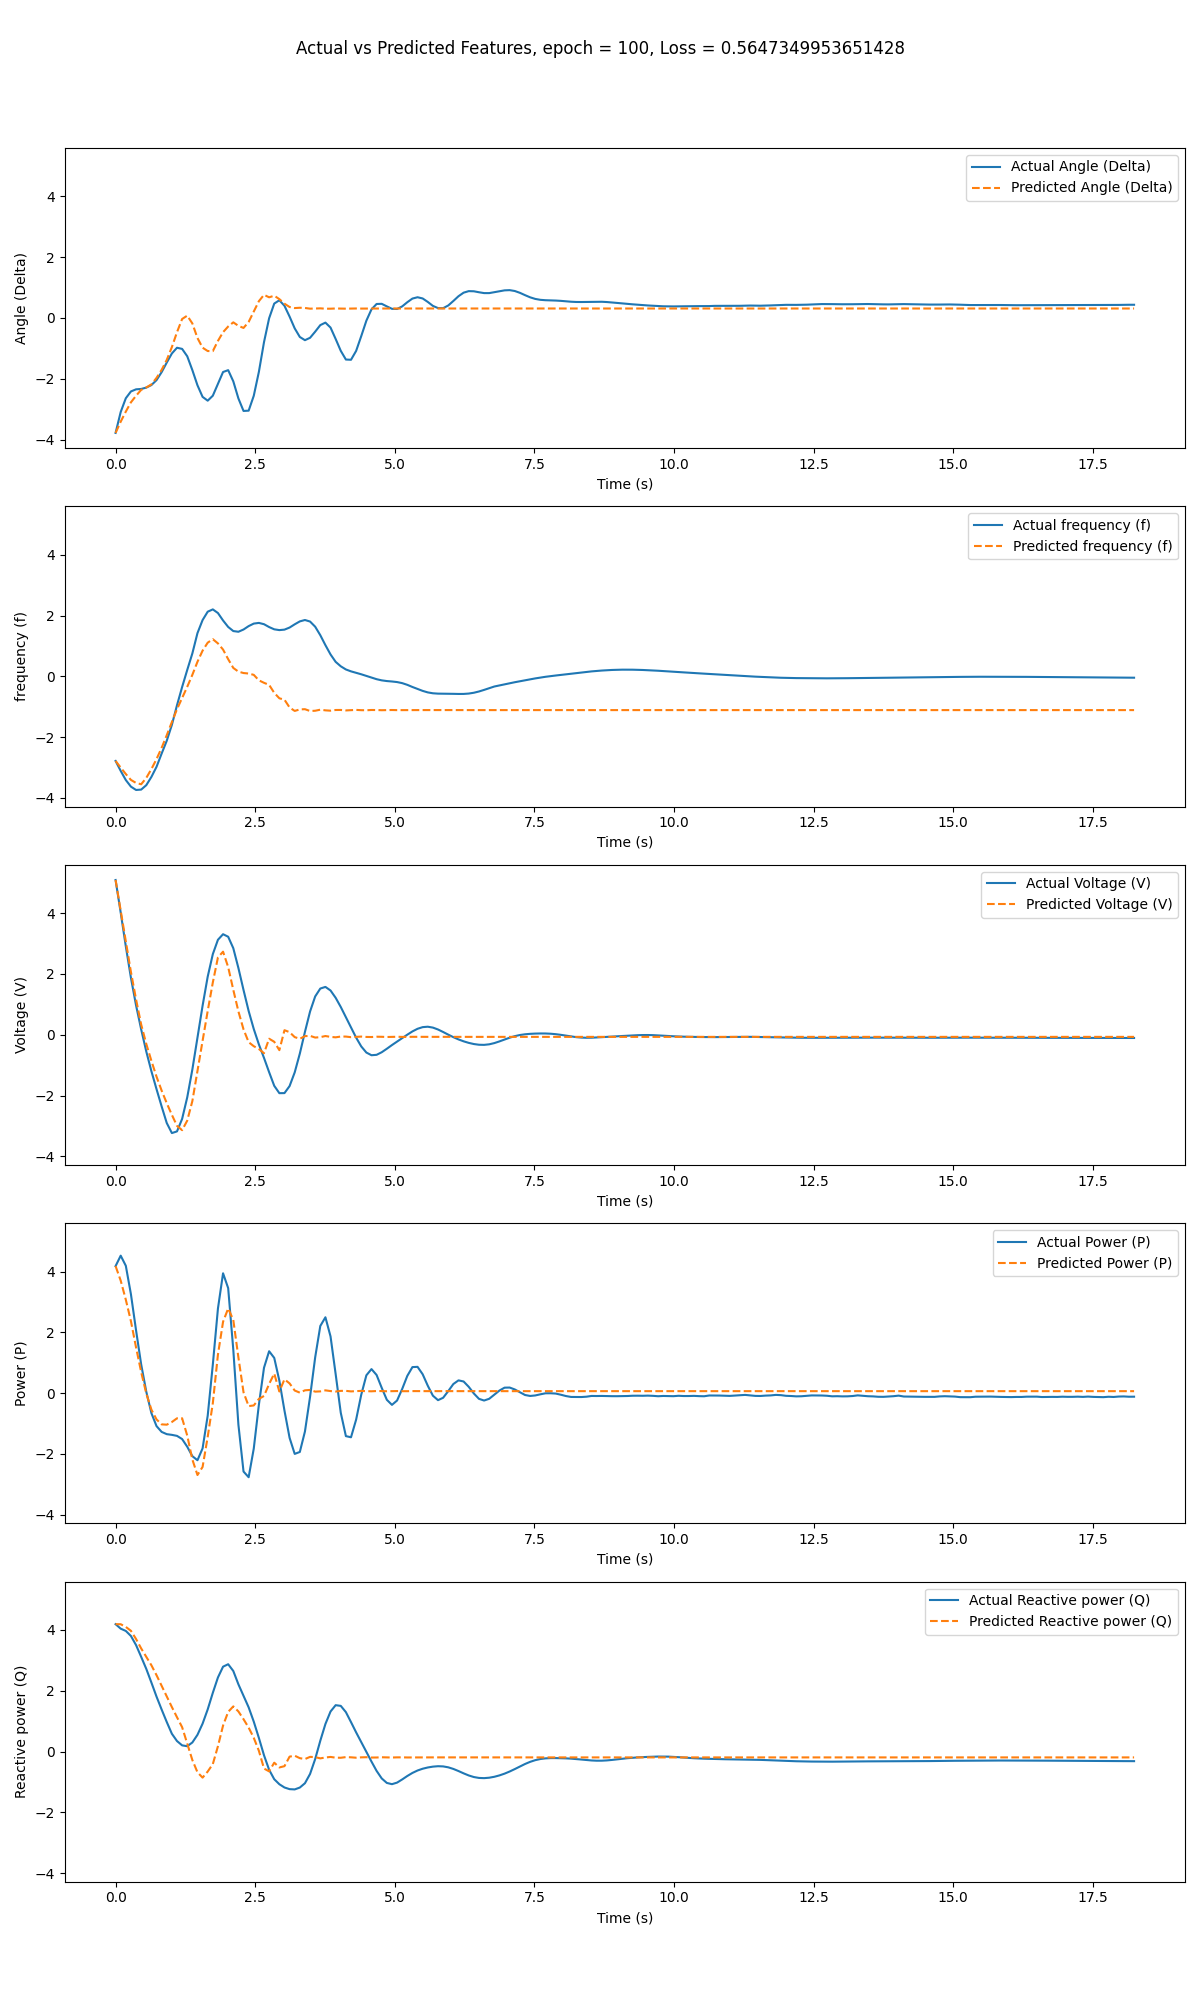 Actual vs Predicted Features, epoch = 100, Loss = 0.5647349953651428
Actual Angle (Delta)
Predicted Angle (Delta)
4
2
0
−2
−4
Angle (Delta)
0.0 2.5 5.0 7.5 10.0 12.5 15.0 17.5
Time (s)
Actual frequency (f)
Predicted frequency (f)
4
2
0
−2
−4
frequency (f)
0.0 2.5 5.0 7.5 10.0 12.5 15.0 17.5
Time (s)
Actual Voltage (V)
Predicted Voltage (V)
4
2
0
−2
−4
Voltage (V)
0.0 2.5 5.0 7.5 10.0 12.5 15.0 17.5
Time (s)
Actual Power (P)
Predicted Power (P)
4
2
0
−2
−4
Power (P)
0.0 2.5 5.0 7.5 10.0 12.5 15.0 17.5
Time (s)
Actual Reactive power (Q)
Predicted Reactive power (Q)
4
2
0
−2
−4
Reactive power (Q)
0.0 2.5 5.0 7.5 10.0 12.5 15.0 17.5
Time (s)